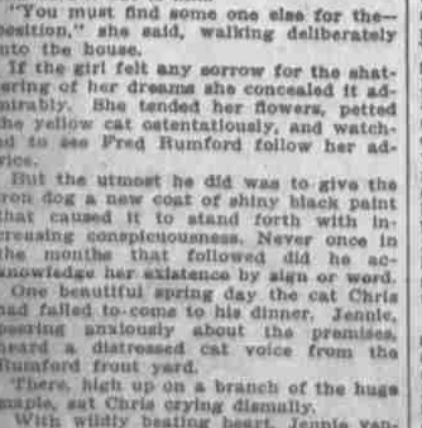 "You must find some one else for the—
position," she said, walking deliberately
into the house.
If the girl felt any sorrow for the shat-
tering of her dreams she concealed it ad-
mirably. She tended her flowers, petted
the yellow cat ostentatiously, and watch-
ed to see Fred Rumford follow her ad-
vice.
But the utmost he did was to give the
iron dog a new coat of shiny black paint
that caused it to stand forth with in-
creasing conspicuousness. Never once in
the months that followed did he ac-
knowledge her existence by sign or word.
One beautiful spring day the cat Chris
had failed to come to his dinner. Jennie,
peering anxiously about the premises,
heard a distressed cat voice from the
Rumford front yard.
There, high up on a branch of the huge
maple, sat Chris crying dismally.
With wildly beating heart, Jennie